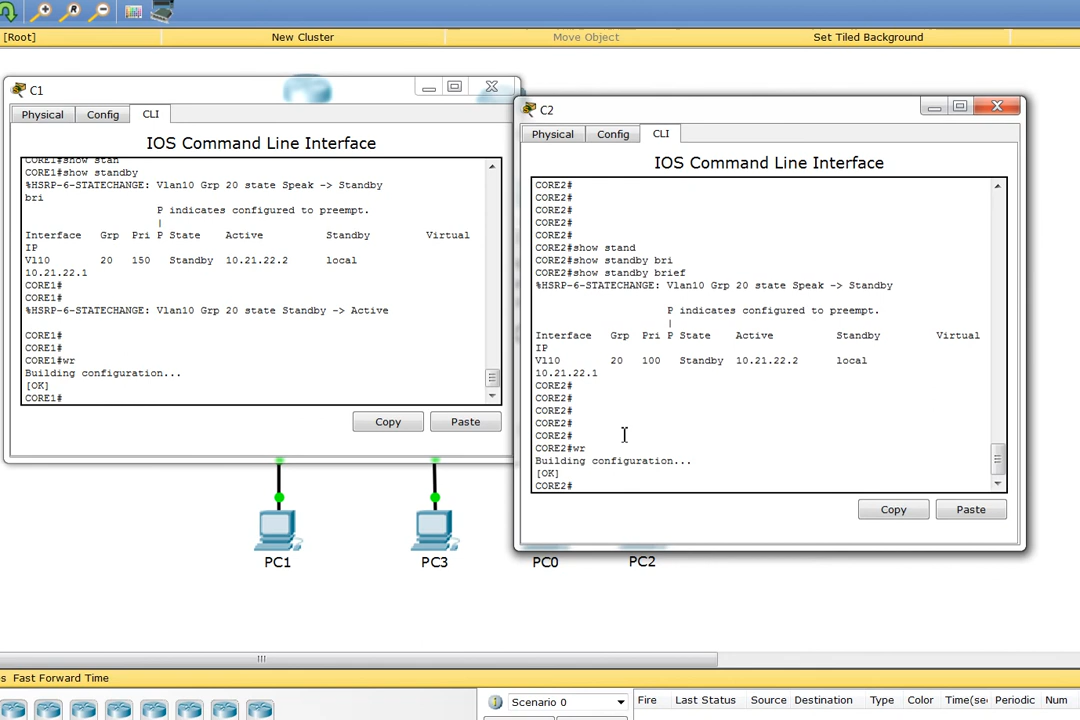 R
[Root] New Cluster Move Object Set Tiled Background
C1
Physical Config CLI
IOS Command Line Interface
CORE1#show stan
CORE1#show standby
%HSRP-6-STATECHANGE: Vlan10 Grp 20 state Speak -> Standby
bri
P indicates configured to preempt.
|
Interface Grp Pri P State Active Standby Virtual
IP
Vl10 20 150 Standby 10.21.22.2 local
10.21.22.1
CORE1#
CORE1#
%HSRP-6-STATECHANGE: Vlan10 Grp 20 state Standby -> Active
CORE1#
CORE1#
CORE1#wr
Building configuration...
[OK]
CORE1#
Copy Paste
C2
Physical Config CLI
IOS Command Line Interface
CORE2#
CORE2#
CORE2#
CORE2#
CORE2#
CORE2#show stand
CORE2#show standby bri
CORE2#show standby brief
%HSRP-6-STATECHANGE: Vlan10 Grp 20 state Speak -> Standby
P indicates configured to preempt.
|
Interface Grp Pri P State Active Standby Virtual
IP
Vl10 20 100 Standby 10.21.22.2 local
10.21.22.1
CORE2#
CORE2#
CORE2#
CORE2#
CORE2#
CORE2#wr
Building configuration...
[OK]
CORE2#
Copy Paste
PC1 PC3 PC0 PC2
s Fast Forward Time
Scenario 0 Fire Last Status Source Destination Type Color Time(sec Periodic Num